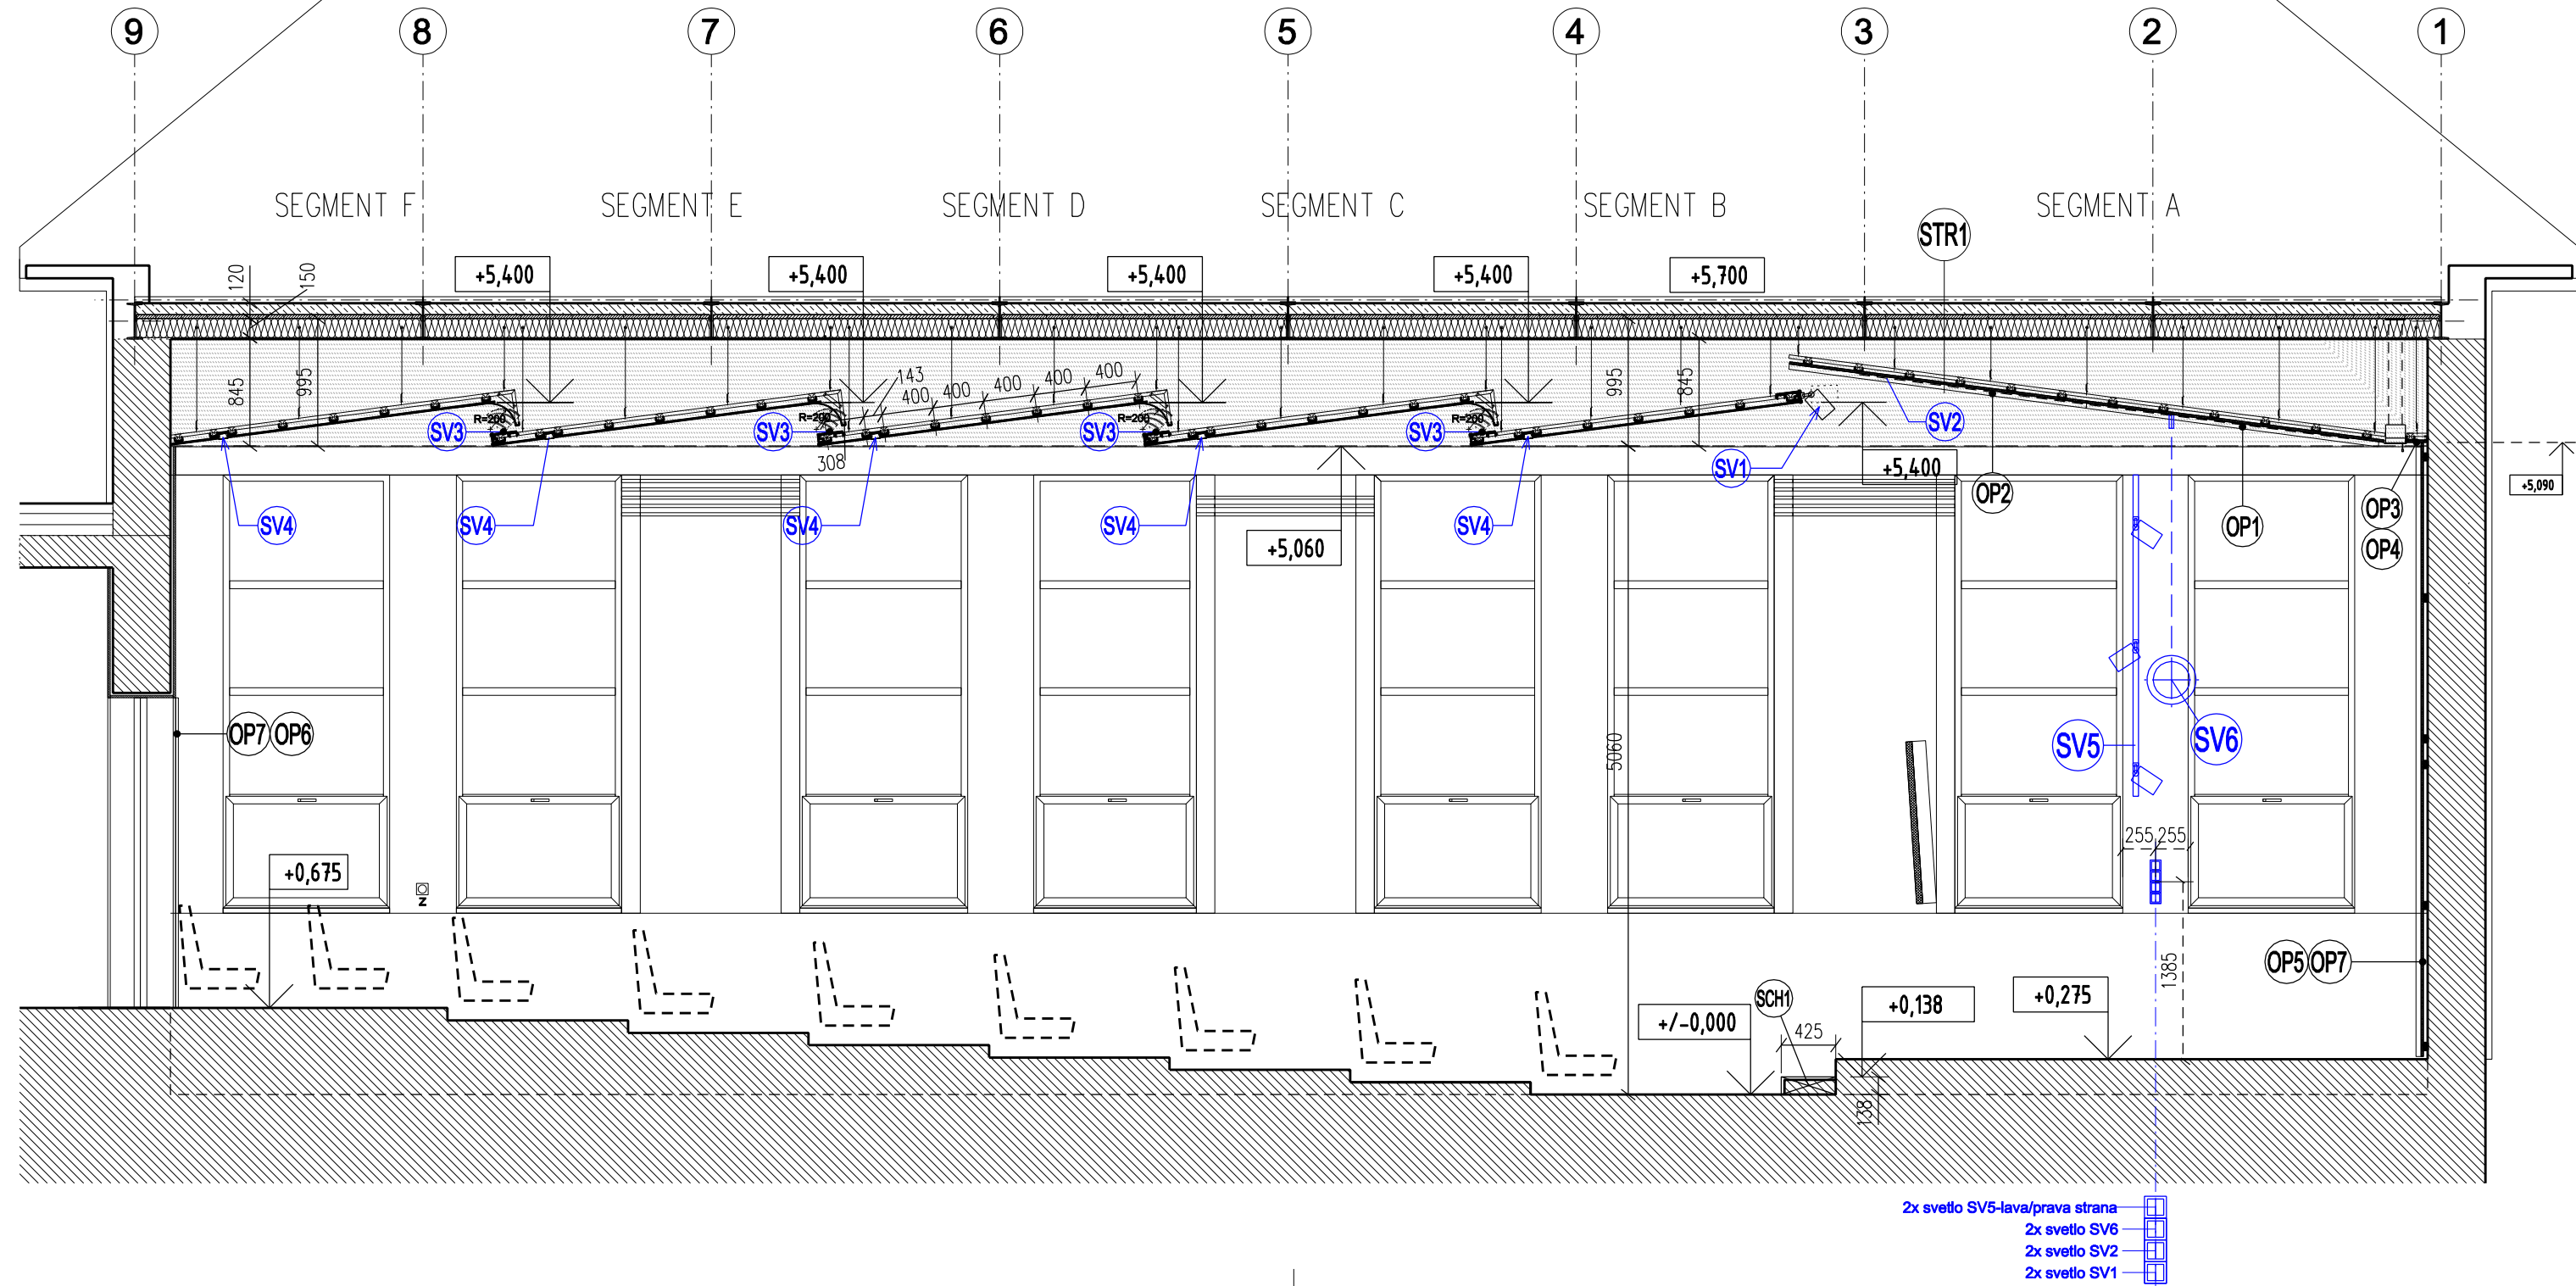 9 8 7 6 5 4 3 2 1
SEGMENT F SEGMENT E SEGMENT D SEGMENT C SEGMENT B SEGMENT A
STR1
120 150 +5,400 +5,400 +5,400 +5,400 +5,700
845 995 143 400 400 400 400 400 995 845
R=200 R=200 R=200 R=200
SV3 SV3 SV3 SV3 SV2
308 SV1 +5,400 +5,090
OP2 OP3
SV4 SV4 SV4 SV4 SV4 OP1
+5,060 OP4
OP7 OP6 5060 SV5 SV6
255 255
+0,675
z
1385
OP5 OP7
SCH1 +0,138 +0,275
+/-0,000 425
138
2x svetlo SV5-lava/prava strana
2x svetlo SV6
2x svetlo SV2
2x svetlo SV1